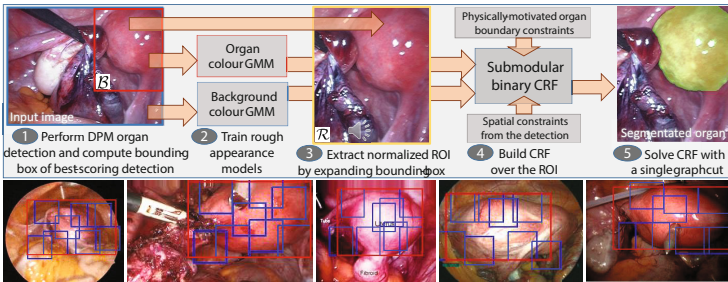 B
Input image
Organ
colour GMM
Background
colour GMM
R
Physically-motivated organ
boundary constraints
Submodular
binary CRF
Spatial constraints
from the detection
Segmentated organ
1 Perform DPM organ
detection and compute bounding
box of best-scoring detection
2 Train rough
appearance
models
3 Extract normalized ROI
by expanding bounding-box
4 Build CRF
over the ROI
5 Solve CRF with
a single graphcut
Fibroid